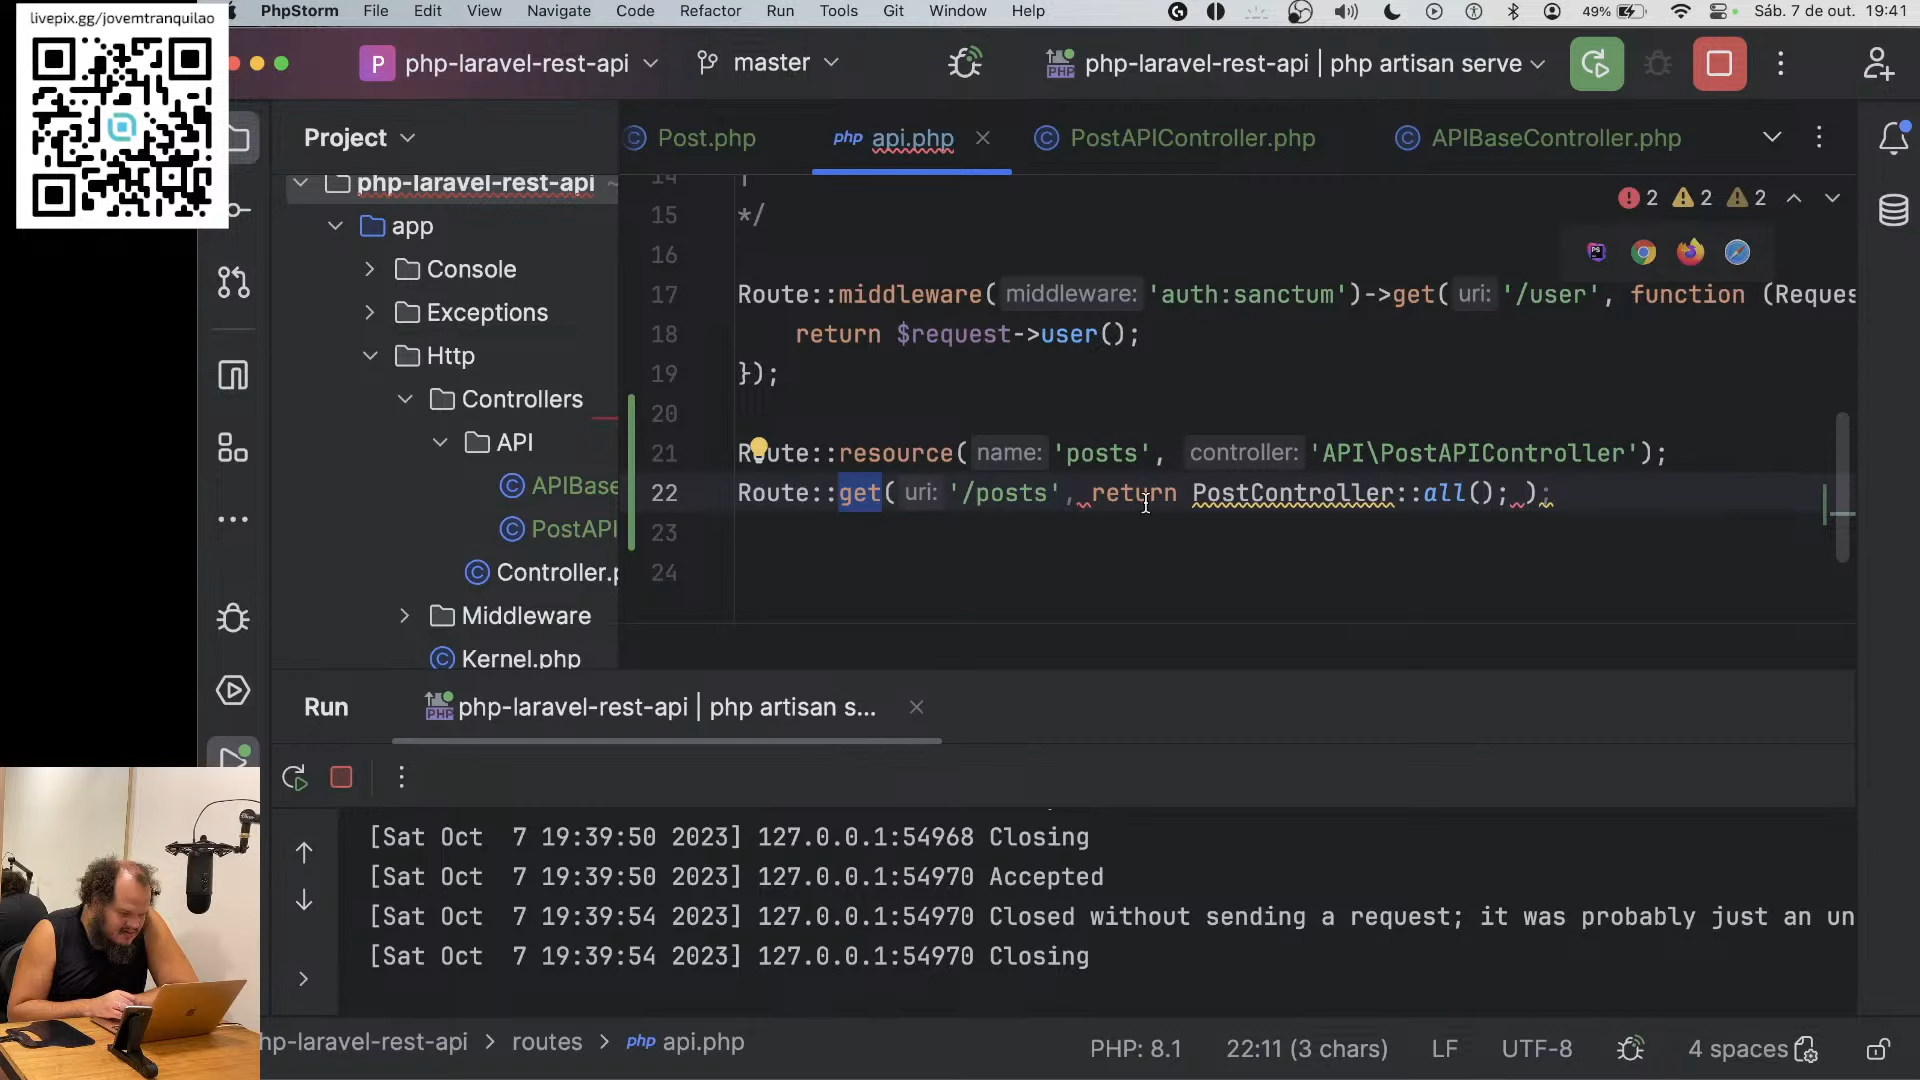 livepix.gg/jovemtranquilao
PhpStorm File Edit View Navigate Code Refactor Run Tools Git Window Help 49% Sáb. 7 de out. 19:41
P php-laravel-rest-api master php-laravel-rest-api | php artisan serve
Project Post.php php api.php PostAPIController.php APIBaseController.php
php-laravel-rest-api
app
Console
Exceptions
Http
Controllers
API
APIBase
PostAPI
Controller.p
Middleware
Kernel.php
2 2 2
14
15 */
16
17 Route::middleware( middleware: 'auth:sanctum')->get( uri: '/user', function (Reques
18 return $request->user();
19 });
20
21 Route::resource( name: 'posts', controller: 'API\PostAPIController');
22 Route::get( uri: '/posts', return PostController::all(); );
23
24
Run php-laravel-rest-api | php artisan s...
[Sat Oct 7 19:39:50 2023] 127.0.0.1:54968 Closing
[Sat Oct 7 19:39:50 2023] 127.0.0.1:54970 Accepted
[Sat Oct 7 19:39:54 2023] 127.0.0.1:54970 Closed without sending a request; it was probably just an un
[Sat Oct 7 19:39:54 2023] 127.0.0.1:54970 Closing
hp-laravel-rest-api > routes > php api.php PHP: 8.1 22:11 (3 chars) LF UTF-8 4 spaces